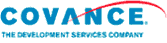 COVANCE®
THE DEVELOPMENT SERVICES COMPANY